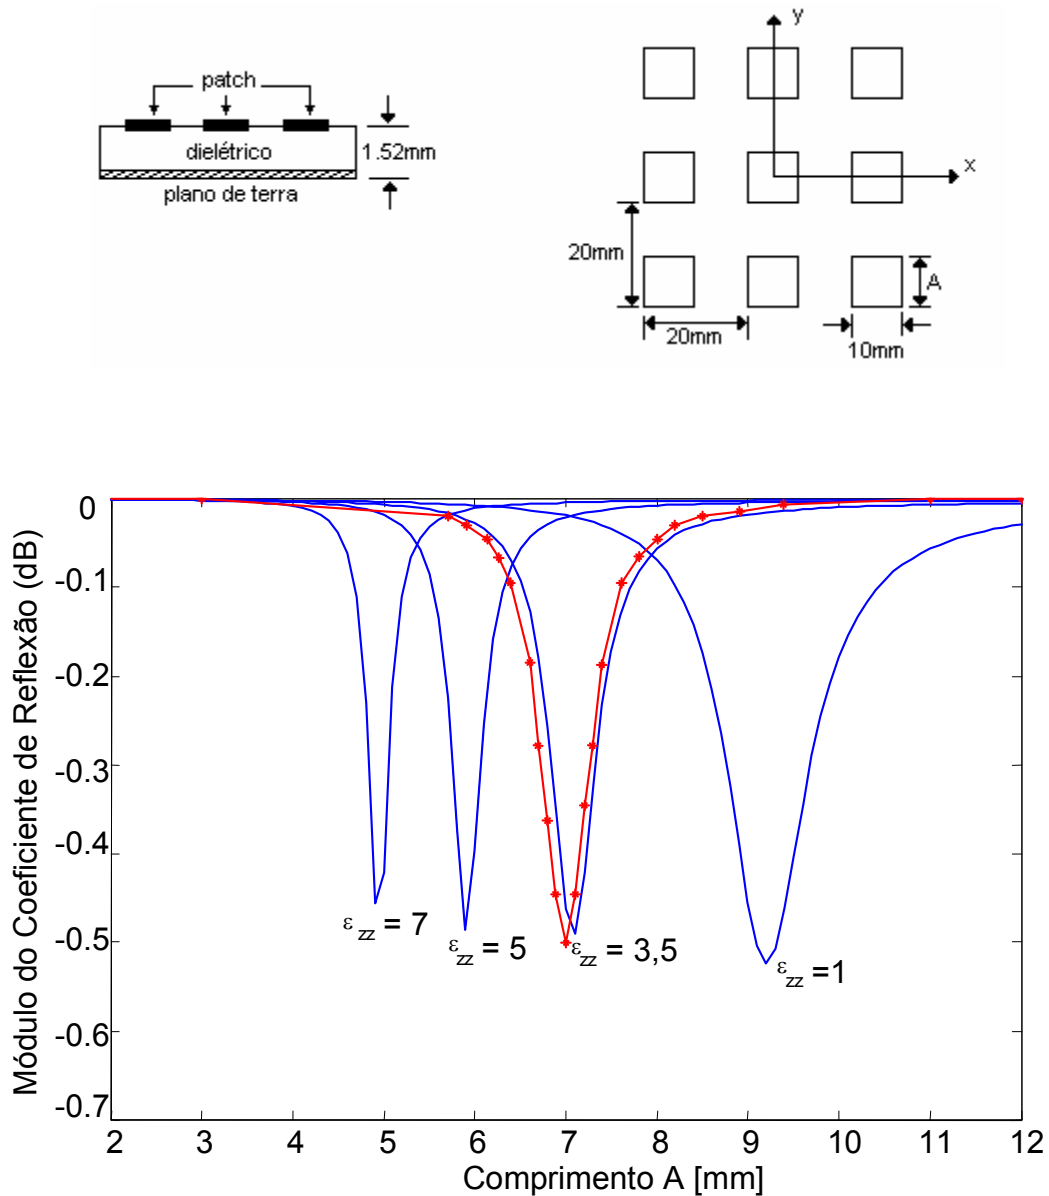 patch
dielétrico
1.52mm
plano de terra
y
x
20mm
A
20mm
10mm
Módulo do Coeficiente de Reflexão (dB)
0
-0.1
-0.2
-0.3
-0.4
-0.5
-0.6
-0.7
ε zz = 7
ε zz = 5
ε zz = 3,5
ε zz =1
2 3 4 5 6 7 8 9 10 11 12
Comprimento A [mm]